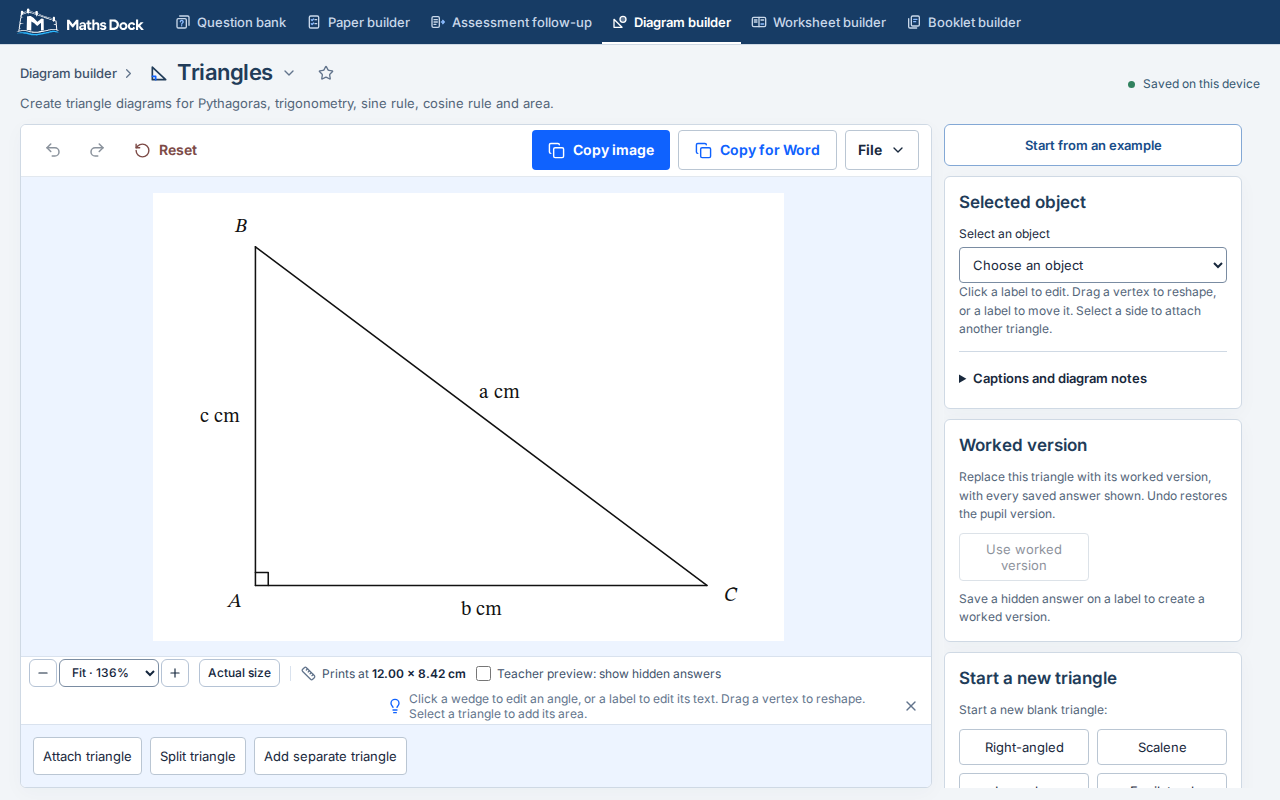 Maths Dock
Question bank
Paper builder
Assessment follow-up
Diagram builder
Worksheet builder
Booklet builder
Diagram builder
Triangles
Saved on this device
Create triangle diagrams for Pythagoras, trigonometry, sine rule, cosine rule and area.
Reset
Copy image
Copy for Word
File
B
a cm
c cm
A
b cm
C
Fit · 136%
Actual size
Prints at 12.00 × 8.42 cm
Teacher preview: show hidden answers
Click a wedge to edit an angle, or a label to edit its text. Drag a vertex to reshape.
Select a triangle to add its area.
Attach triangle
Split triangle
Add separate triangle
Start from an example
Selected object
Select an object
Choose an object
Click a label to edit. Drag a vertex to reshape,
or a label to move it. Select a side to attach
another triangle.
Captions and diagram notes
Worked version
Replace this triangle with its worked version,
with every saved answer shown. Undo restores
the pupil version.
Use worked
version
Save a hidden answer on a label to create a
worked version.
Start a new triangle
Start a new blank triangle:
Right-angled
Scalene